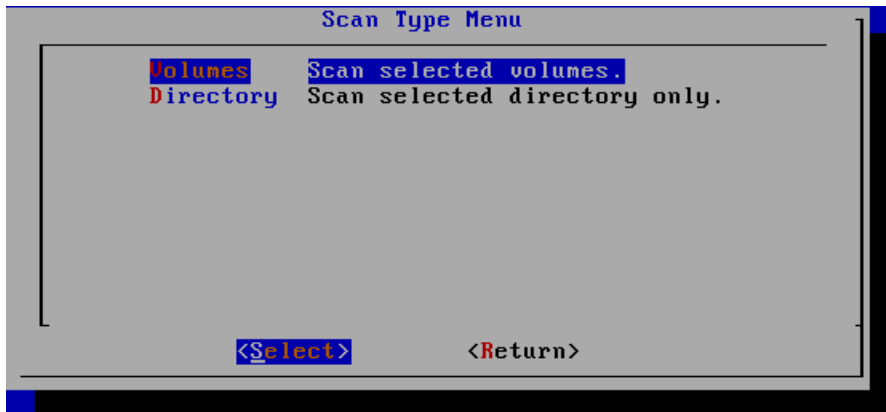 Scan Type Menu
Volumes Scan selected volumes.
Directory Scan selected directory only.
<Select> <Return>